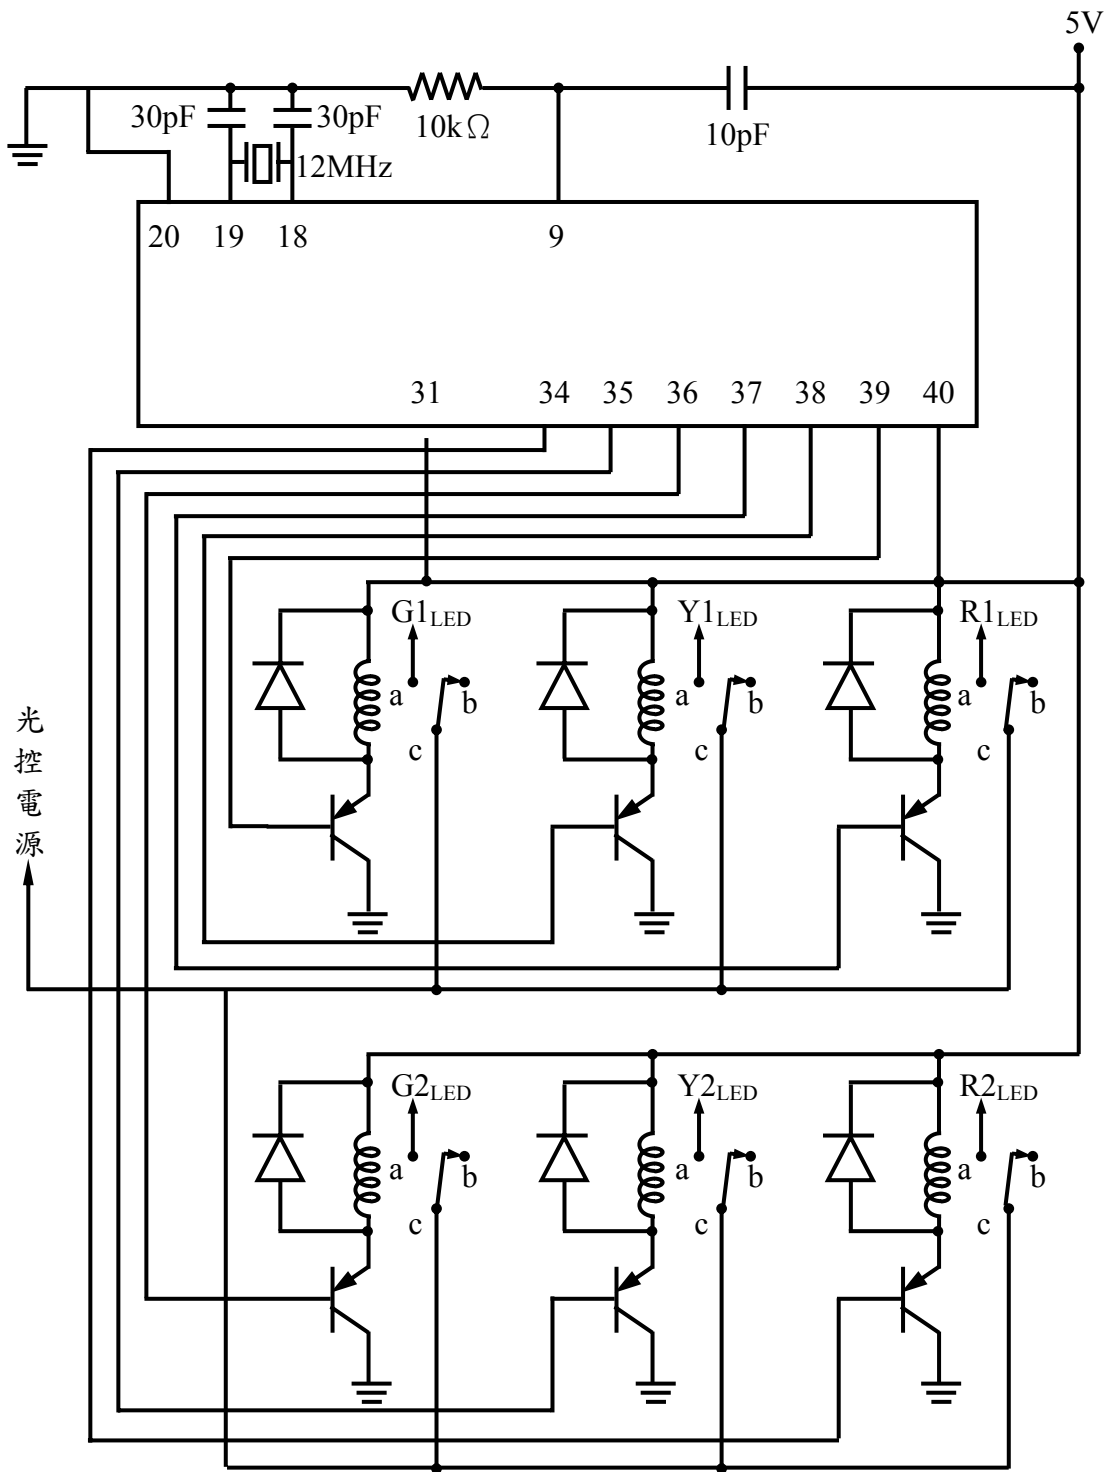 5V
30pF 30pF 10kΩ 10pF
12MHz
20 19 18 9
31 34 35 36 37 38 39 40
G1LED Y1LED R1LED
a b a b a b
c c c
光控電源
G2LED Y2LED R2LED
a b a b a b
c c c